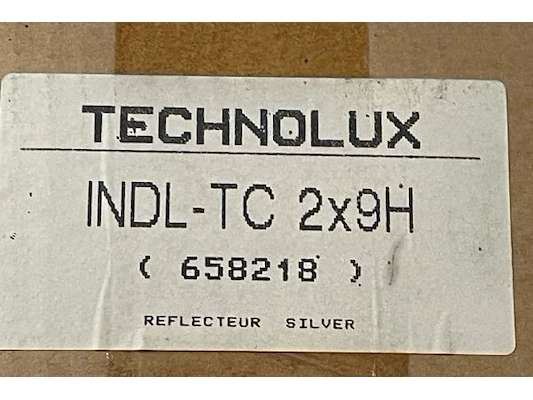 TECHNOLUX
INDL-TC 2x9H
( 658218 )
REFLECTEUR SILVER